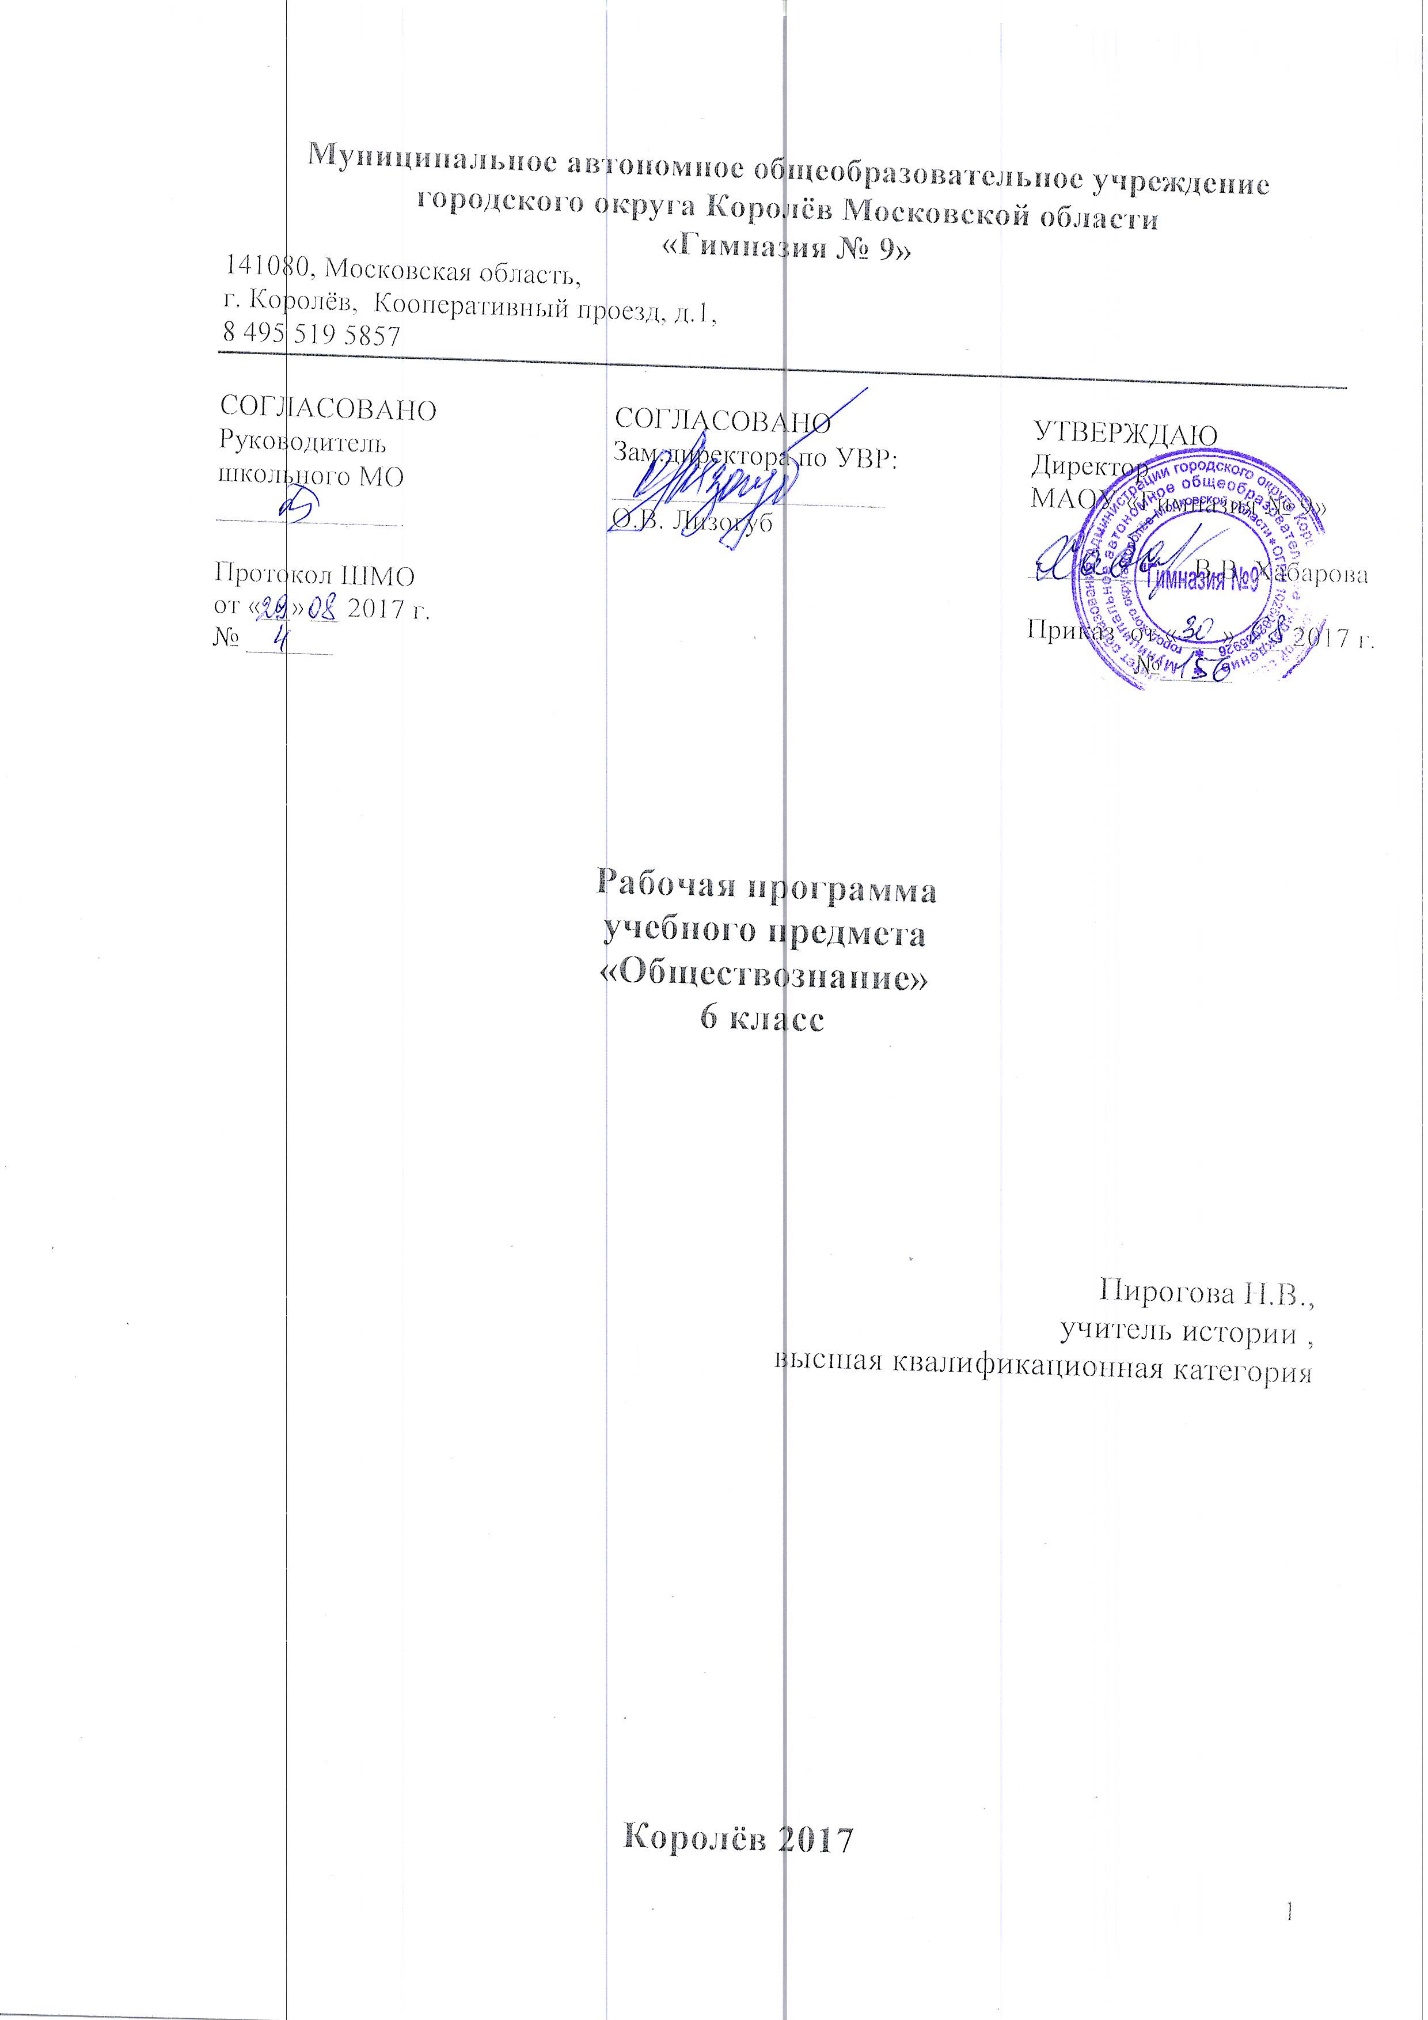 Муниципальное автономное общеобразовательное учреждение
городского округа Королёв Московской области
«Гимназия № 9»
141080, Московская область,
г. Королёв, Кооперативный проезд, д.1,
8 495 519 5857
СОГЛАСОВАНО
Руководитель
школьного МО
Протокол ШМО
от «29» 08 2017 г.
№ 4
СОГЛАСОВАНО
Зам.директора по УВР:
О.В. Лизогуб
УТВЕРЖДАЮ
Директор
МАОУ «Гимназия № 9»
В.В. Хабарова
Приказ от «30» 08 2017 г.
№ 156
Гимназия №9
Рабочая программа
учебного предмета
«Обществознание»
6 класс
Пирогова Н.В.,
учитель истории ,
высшая квалификационная категория
Королёв 2017
1